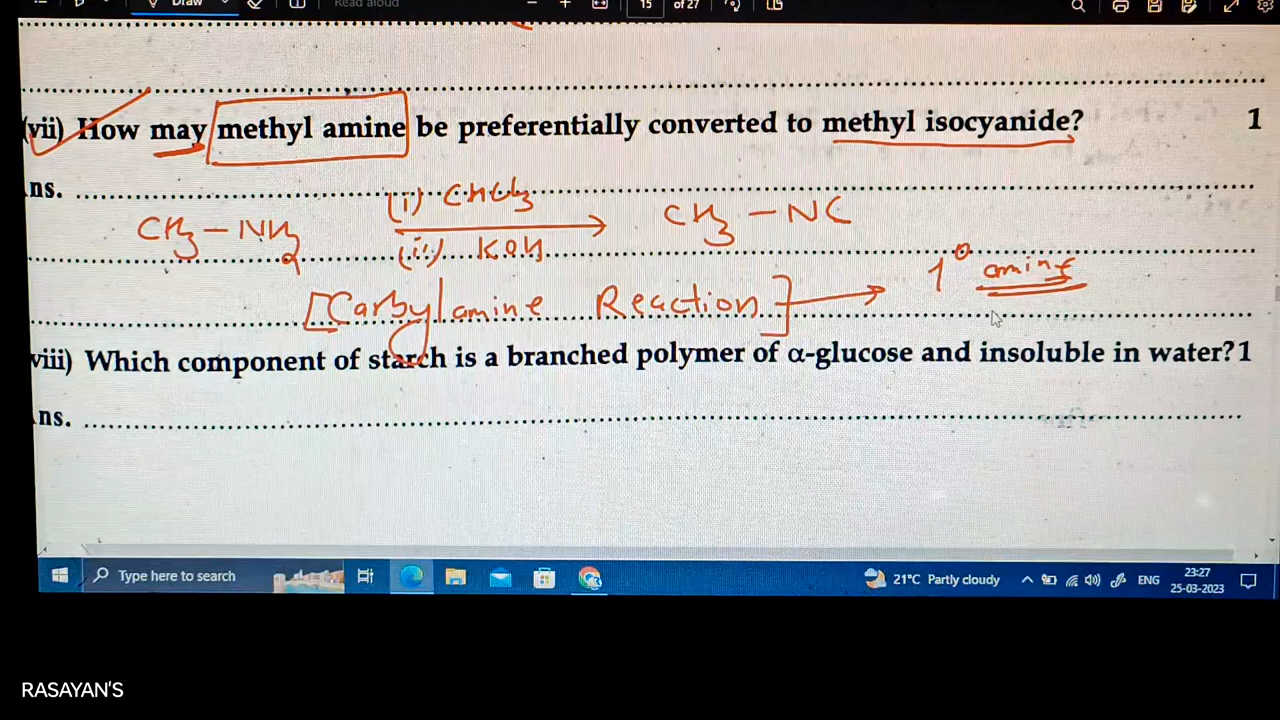 Draw
Read aloud
15 of 27
(vii) How may methyl amine be preferentially converted to methyl isocyanide? 1
ns.
(i) CHCl3
CH3-NH2 CH3-NC
(ii) KOH
[Carbylamine Reaction] 1° amines
viii) Which component of starch is a branched polymer of α-glucose and insoluble in water?1
ns.
Type here to search
21°C Partly cloudy
ENG
23:27
25-03-2023
RASAYAN'S